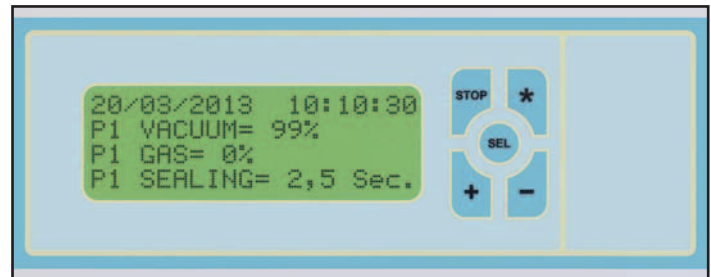 20/03/2013 10:10:30
P1 VACUUM= 99%
P1 GAS= 0%
P1 SEALING= 2,5 Sec.
STOP *
SEL
+ -